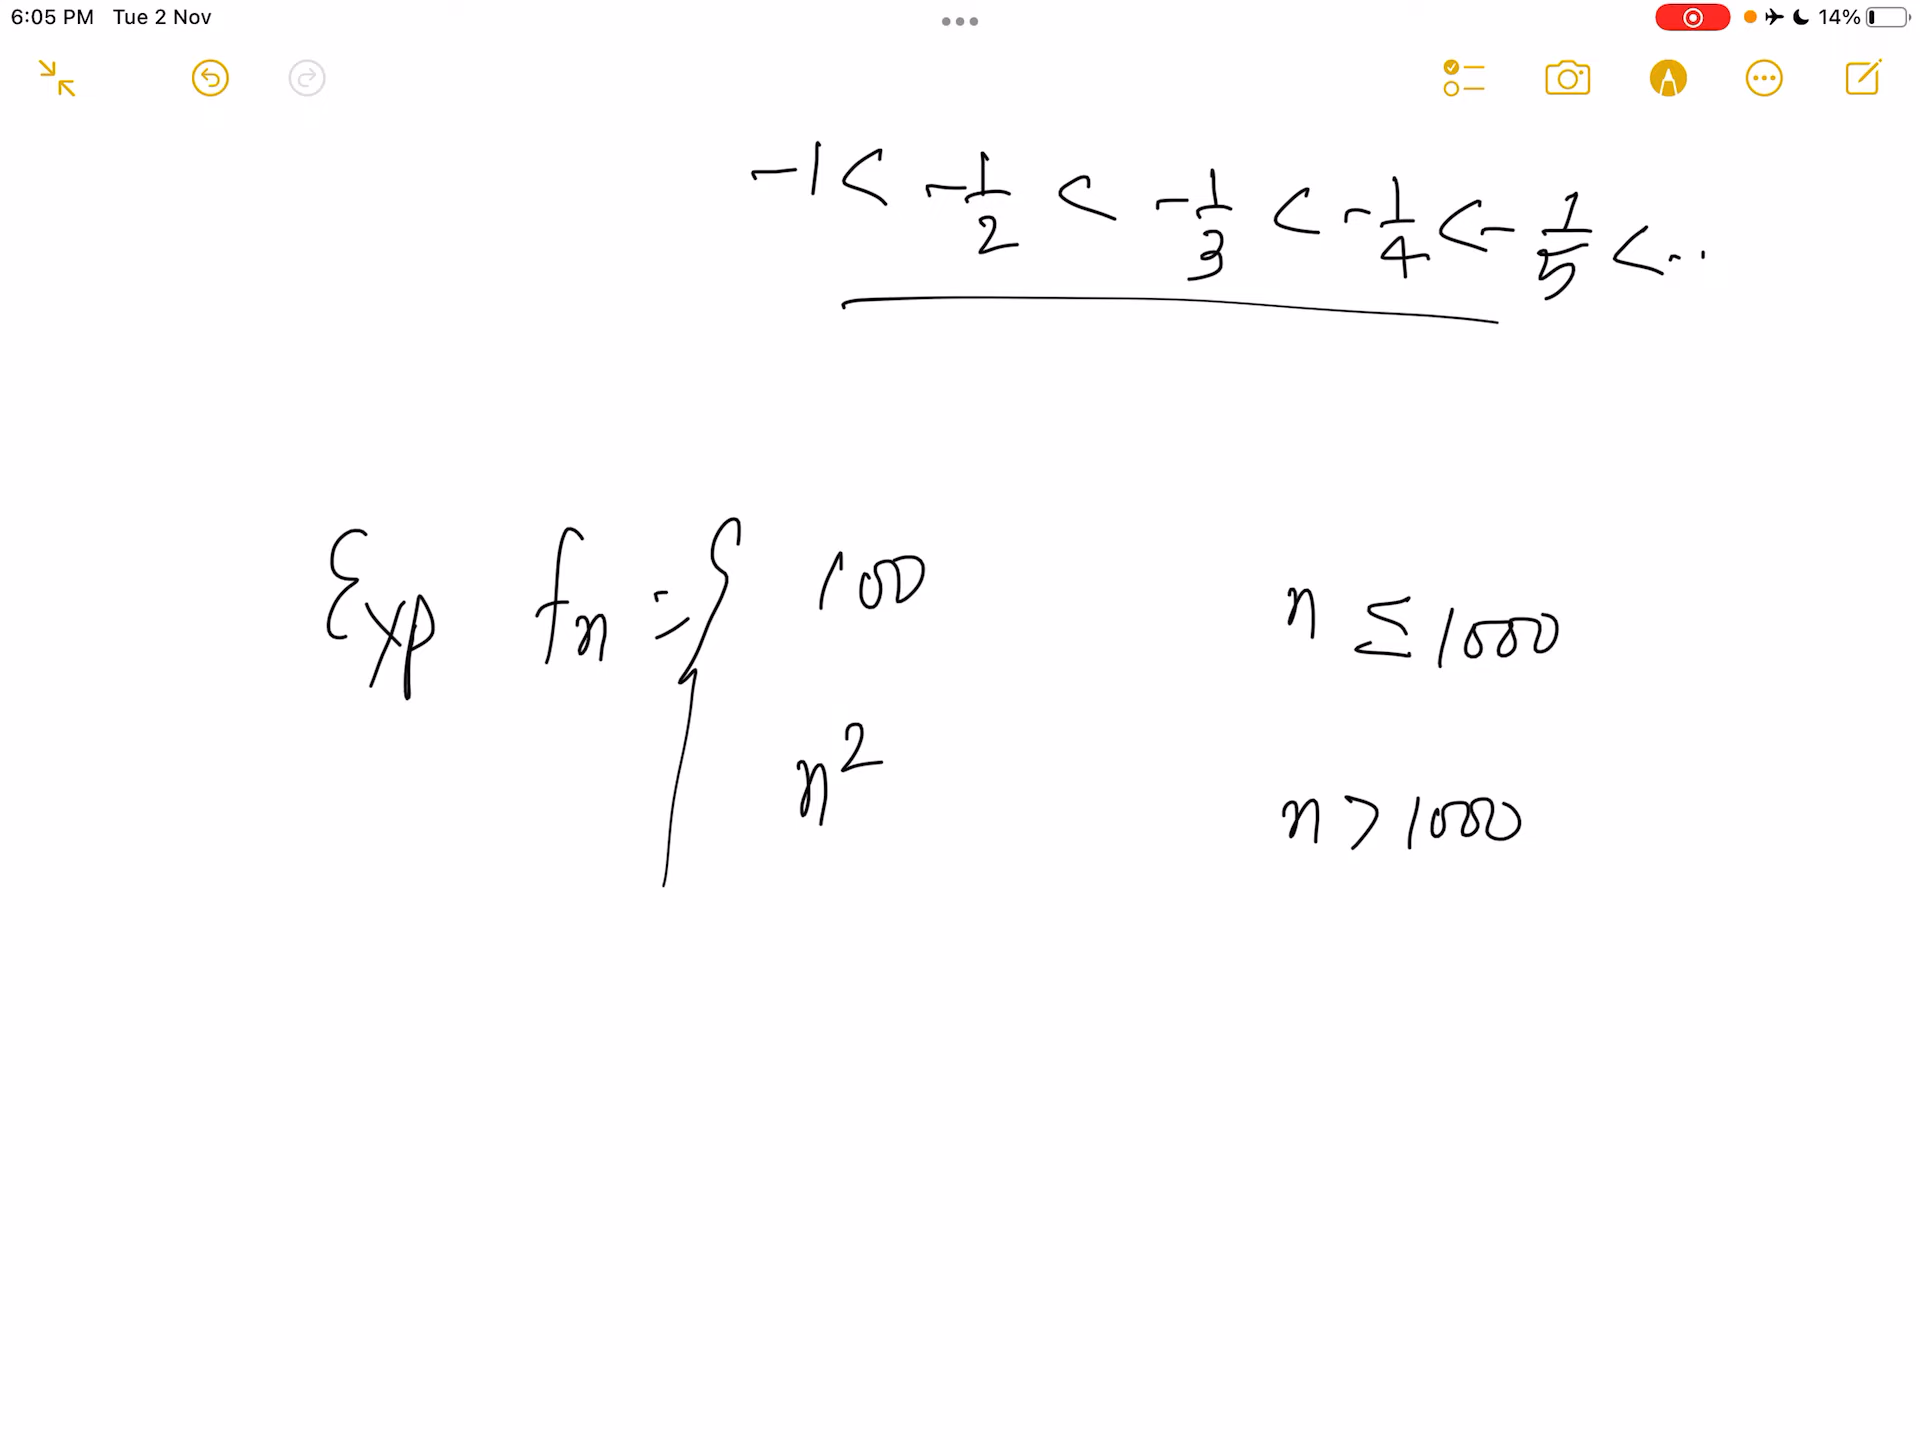 6:05 PM Tue 2 Nov 14%
-1 < -1/2 < -1/3 < -1/4 < -1/5 < ..
Exp fn = { 100 n ≤ 1000
n² n > 1000